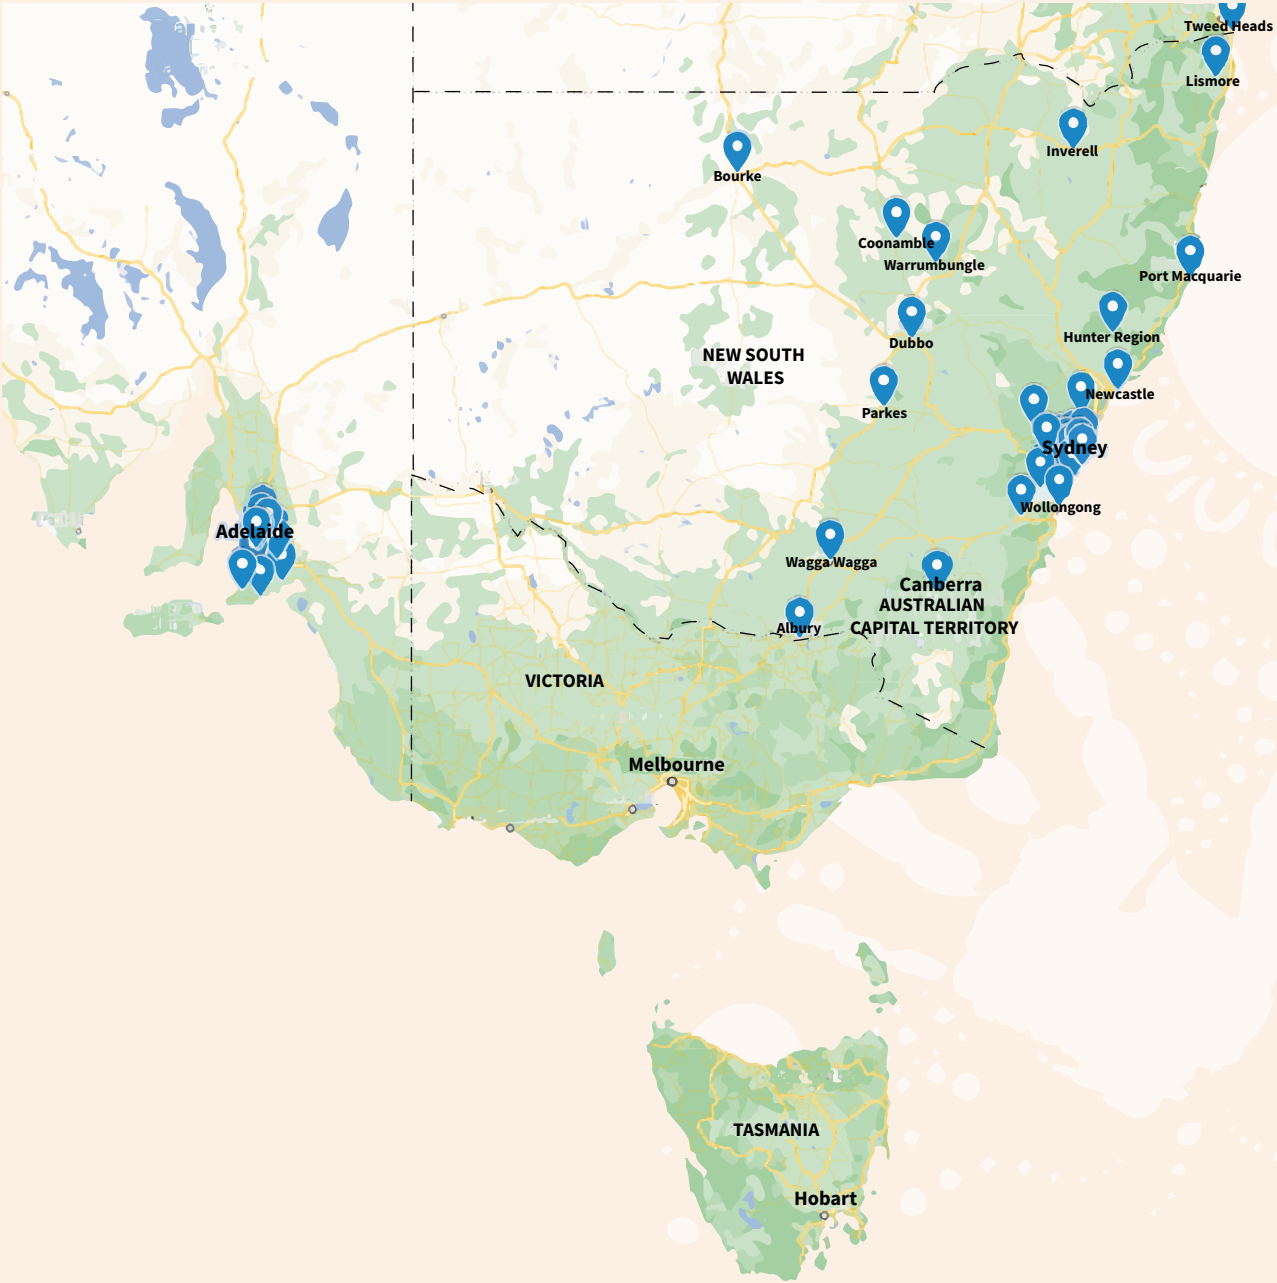 Tweed Heads
Lismore
Inverell
Bourke
Coonamble
Warrumbungle
Port Macquarie
Hunter Region
Dubbo
NEW SOUTH
WALES
Newcastle
Parkes
Sydney
Wollongong
Adelaide
Wagga Wagga
Canberra
AUSTRALIAN
CAPITAL TERRITORY
Albury
VICTORIA
Melbourne
TASMANIA
Hobart